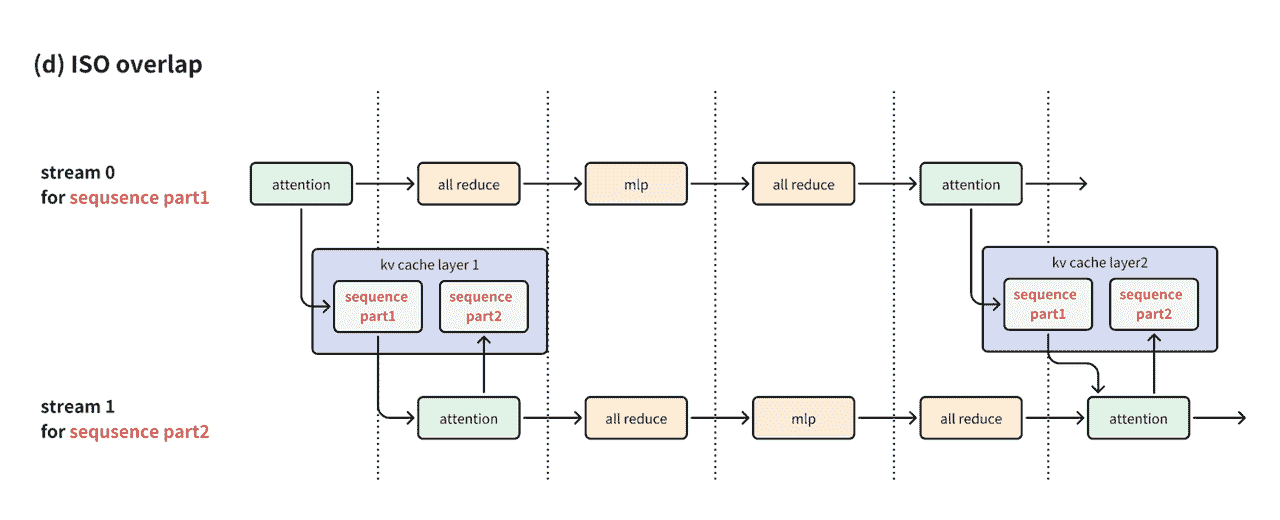 (d) ISO overlap
stream 0
for sequsence part1
attention
all reduce
mlp
all reduce
attention
kv cache layer 1
sequence
part1
sequence
part2
kv cache layer2
sequence
part1
sequence
part2
stream 1
for sequsence part2
attention
all reduce
mlp
all reduce
attention